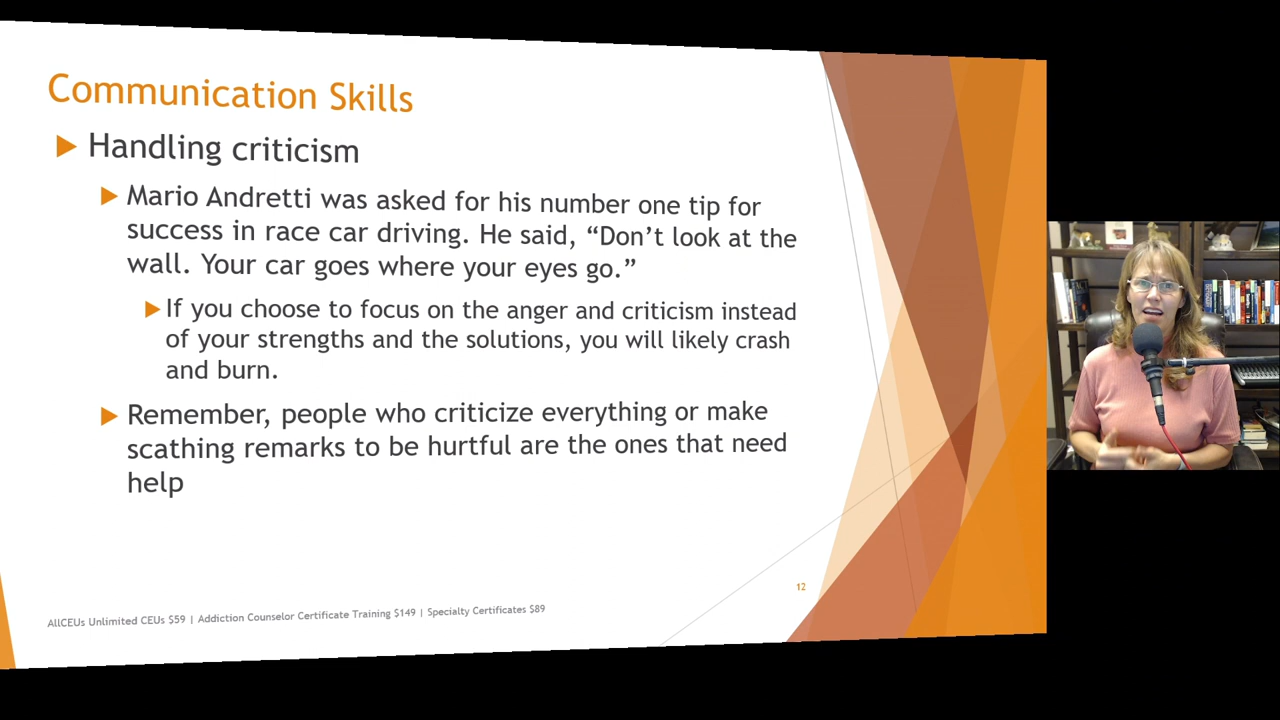 Communication Skills
Handling criticism
Mario Andretti was asked for his number one tip for
success in race car driving. He said, “Don’t look at the
wall. Your car goes where your eyes go.”
If you choose to focus on the anger and criticism instead
of your strengths and the solutions, you will likely crash
and burn.
Remember, people who criticize everything or make
scathing remarks to be hurtful are the ones that need
help
12
AllCEUs Unlimited CEUs $59 | Addiction Counselor Certificate Training $149 | Specialty Certificates $89